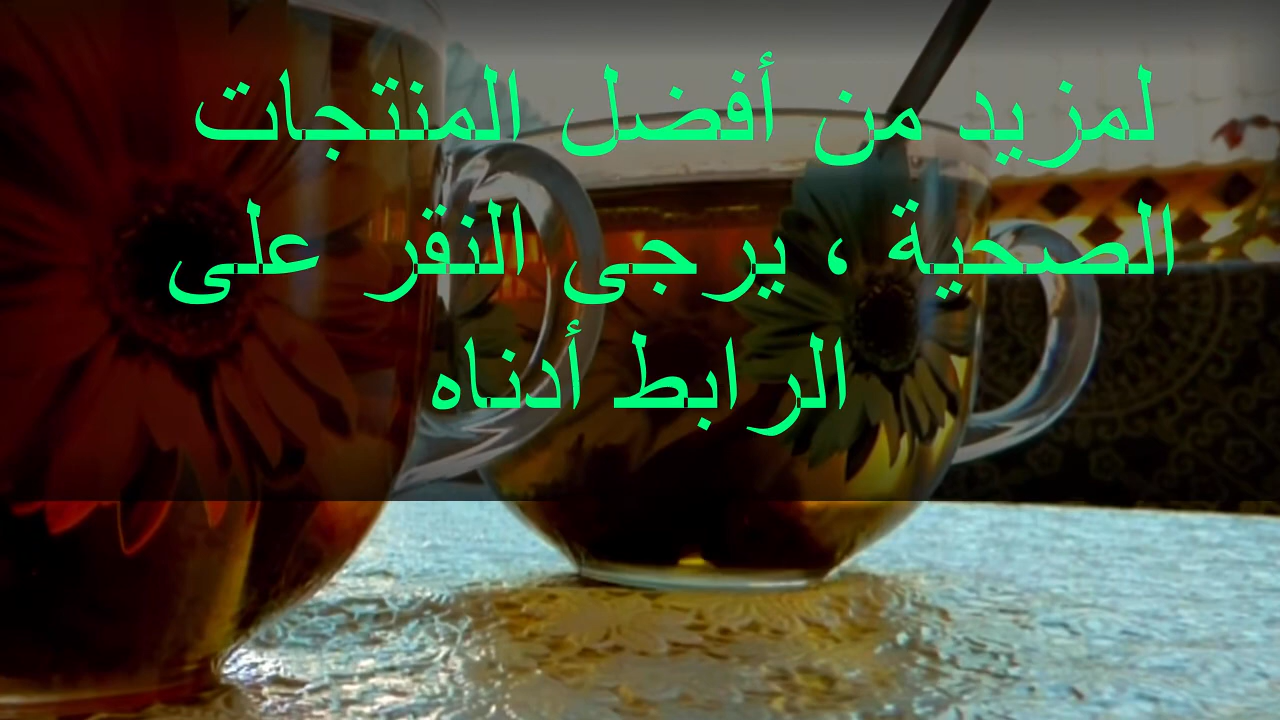 لمزيد من أفضل المنتجات
الصحية ، يرجى النقر على
الرابط أدناه